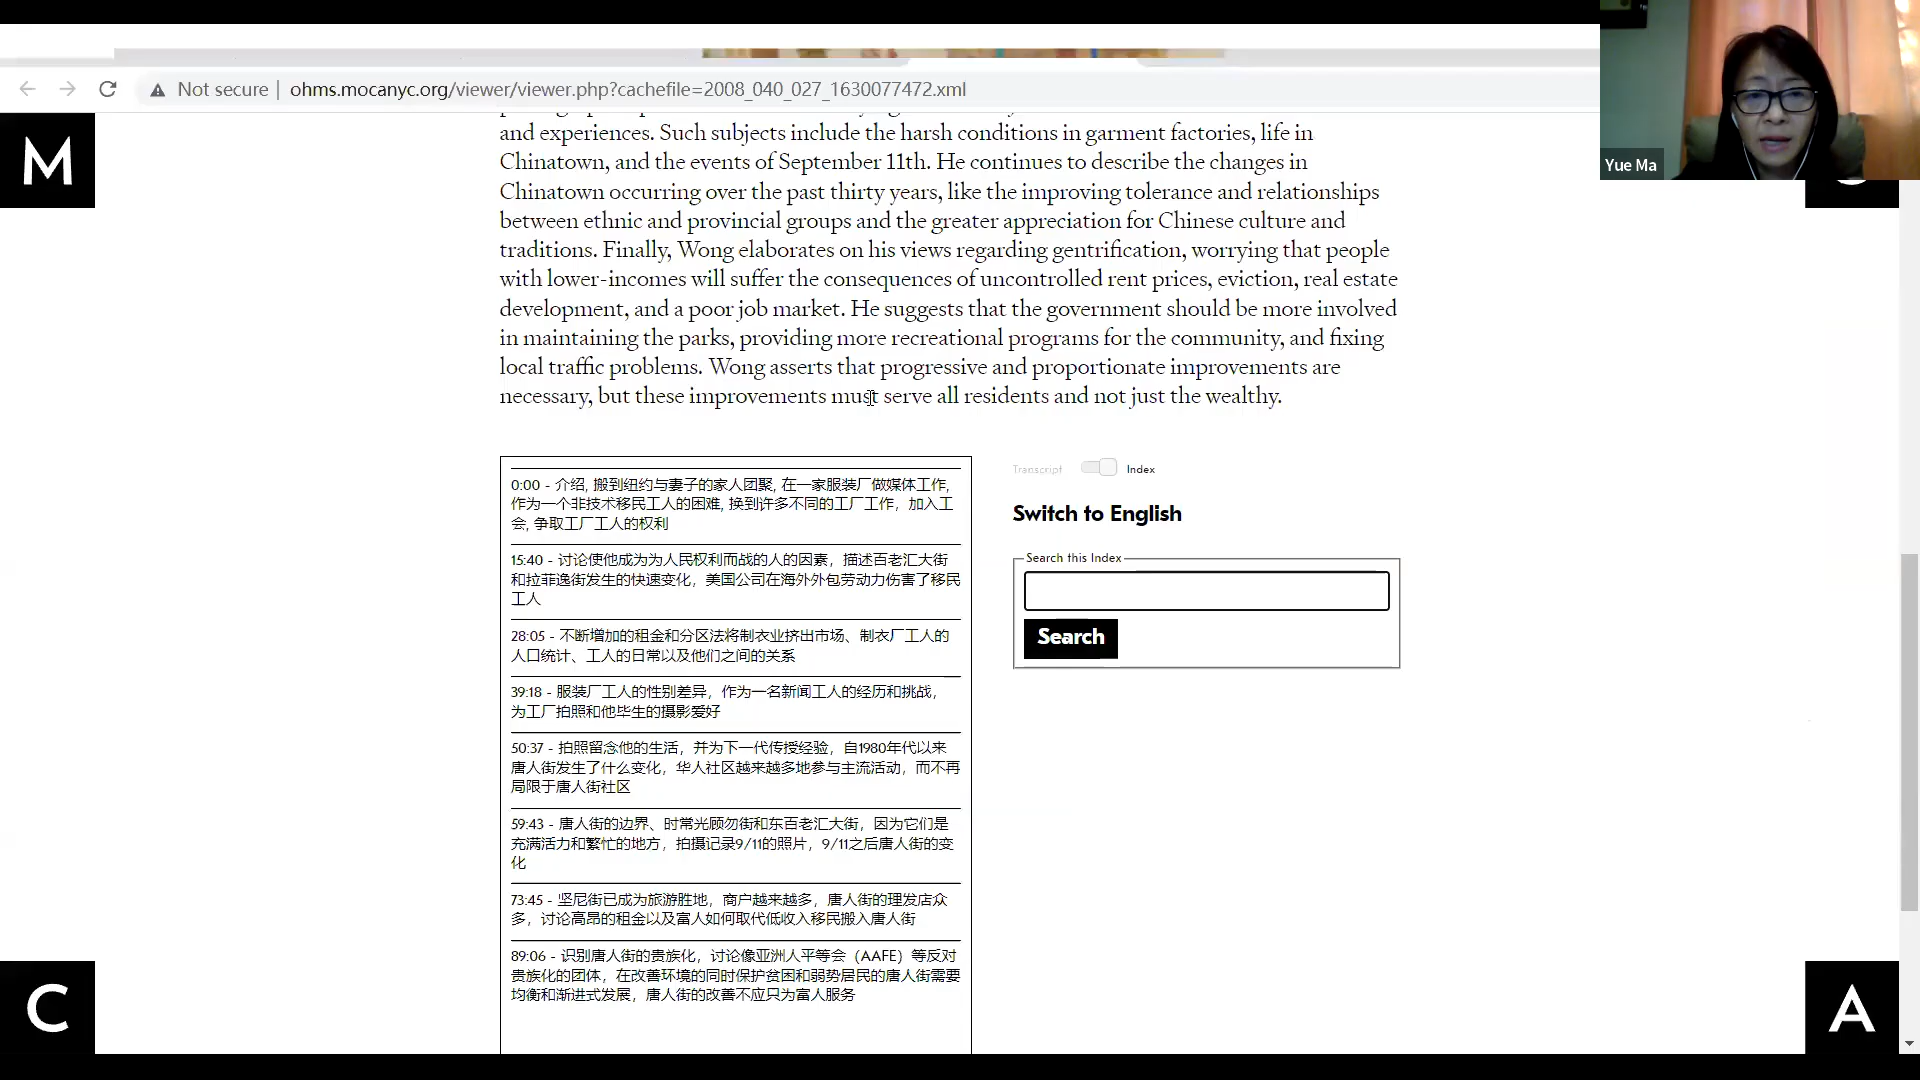 Not secure
ohms.mocanyc.org/viewer/viewer.php?cachefile=2008_040_027_1630077472.xml
Yue Ma
M
and experiences. Such subjects include the harsh conditions in garment factories, life in
Chinatown, and the events of September 11th. He continues to describe the changes in
Chinatown occurring over the past thirty years, like the improving tolerance and relationships
between ethnic and provincial groups and the greater appreciation for Chinese culture and
traditions. Finally, Wong elaborates on his views regarding gentrification, worrying that people
with lower-incomes will suffer the consequences of uncontrolled rent prices, eviction, real estate
development, and a poor job market. He suggests that the government should be more involved
in maintaining the parks, providing more recreational programs for the community, and fixing
local traffic problems. Wong asserts that progressive and proportionate improvements are
necessary, but these improvements must serve all residents and not just the wealthy.
0:00 - 介绍, 搬到纽约与妻子的家人团聚, 在一家服装厂做媒体工作,
作为一个非技术移民工人的困难, 换到许多不同的工厂工作，加入工
会, 争取工厂工人的权利
15:40 - 讨论使他成为为人民权利而战的人的因素，描述百老汇大街
和拉菲逸街发生的快速变化，美国公司在海外外包劳动力伤害了移民
工人
28:05 - 不断增加的租金和分区法将制衣业挤出市场、制衣厂工人的
人口统计、工人的日常以及他们之间的关系
39:18 - 服装厂工人的性别差异，作为一名新闻工人的经历和挑战，
为工厂拍照和他毕生的摄影爱好
50:37 - 拍照留念他的生活，并为下一代传授经验，自1980年代以来
唐人街发生了什么变化，华人社区越来越多地参与主流活动，而不再
局限于唐人街社区
59:43 - 唐人街的边界、时常光顾勿街和东百老汇大街，因为它们是
充满活力和繁忙的地方，拍摄记录9/11的照片，9/11之后唐人街的变
化
73:45 - 坚尼街已成为旅游胜地，商户越来越多，唐人街的理发店众
多，讨论高昂的租金以及富人如何取代低收入移民搬入唐人街
89:06 - 识别唐人街的贵族化，讨论像亚洲人平等会（AAFE）等反对
贵族化的团体，在改善环境的同时保护贫困和弱势居民的唐人街需要
均衡和渐进式发展，唐人街的改善不应只为富人服务
Transcript Index
Switch to English
Search this Index
Search
C
A